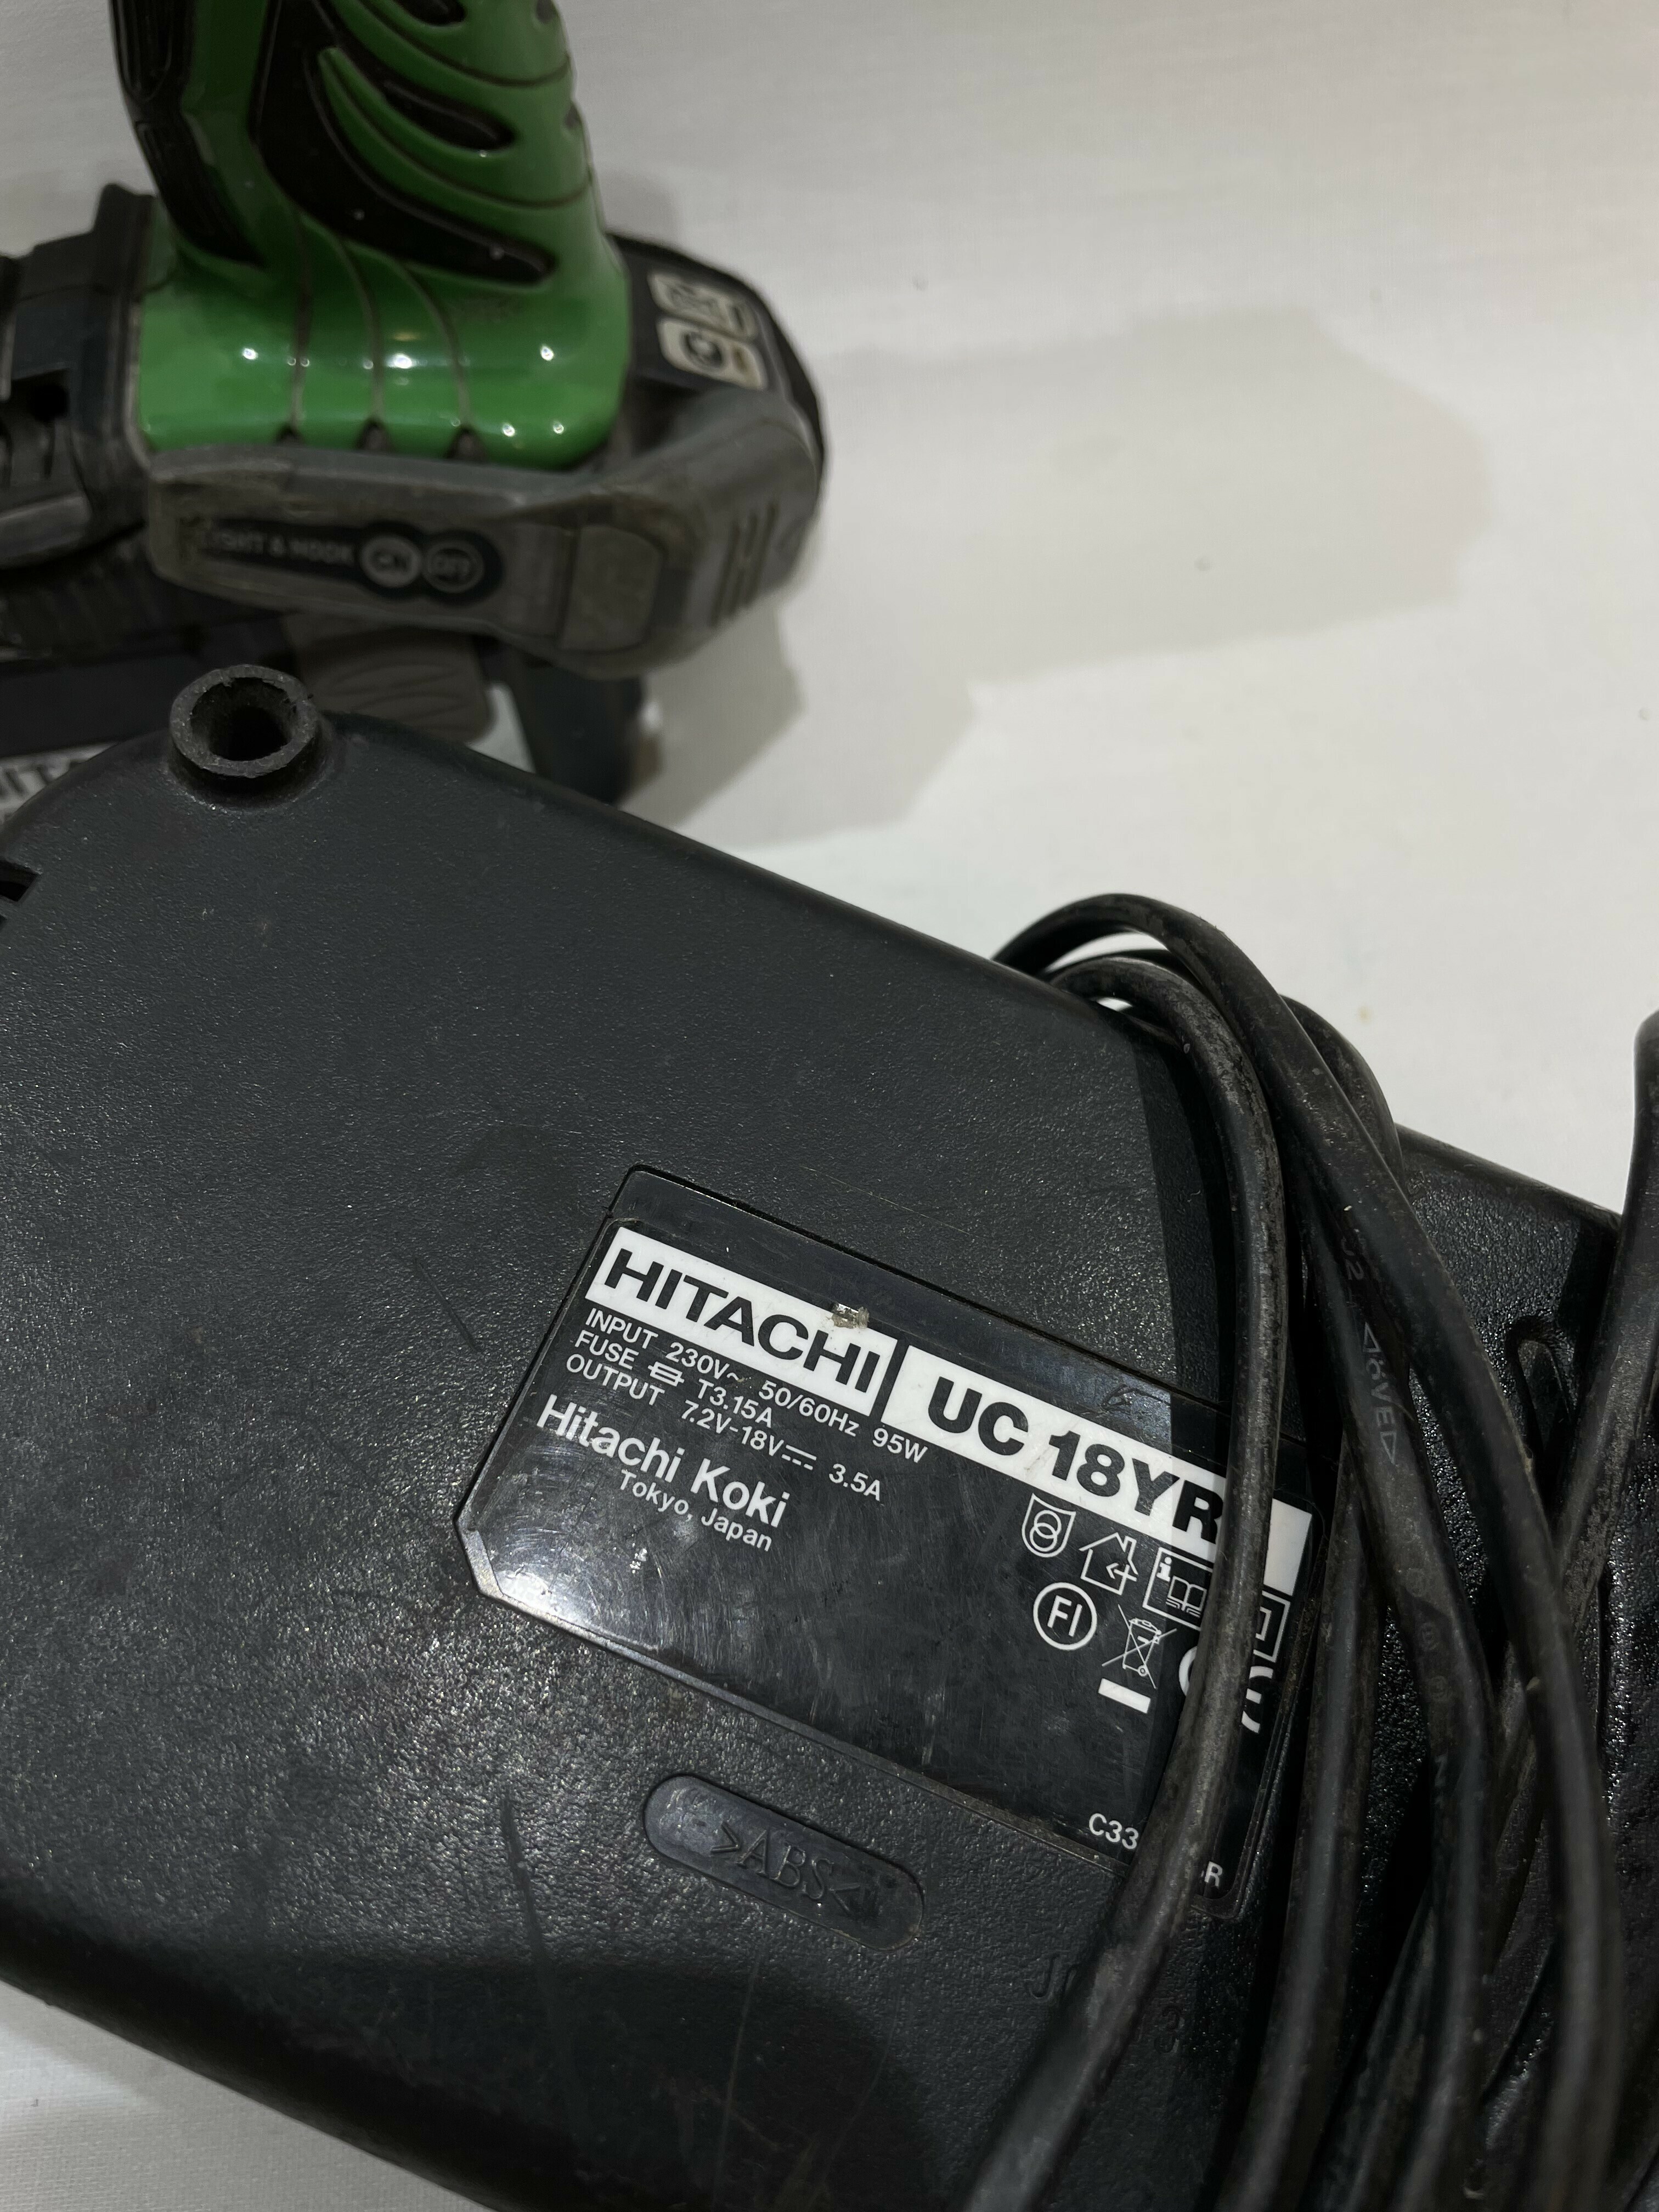 LIGHT & HOOK ON OFF
HITACHI UC 18YR
INPUT 230V~ 50/60Hz 95W
FUSE T3.15A
OUTPUT 7.2V-18V 3.5A
Hitachi Koki
Tokyo, Japan
FI
>ABS<